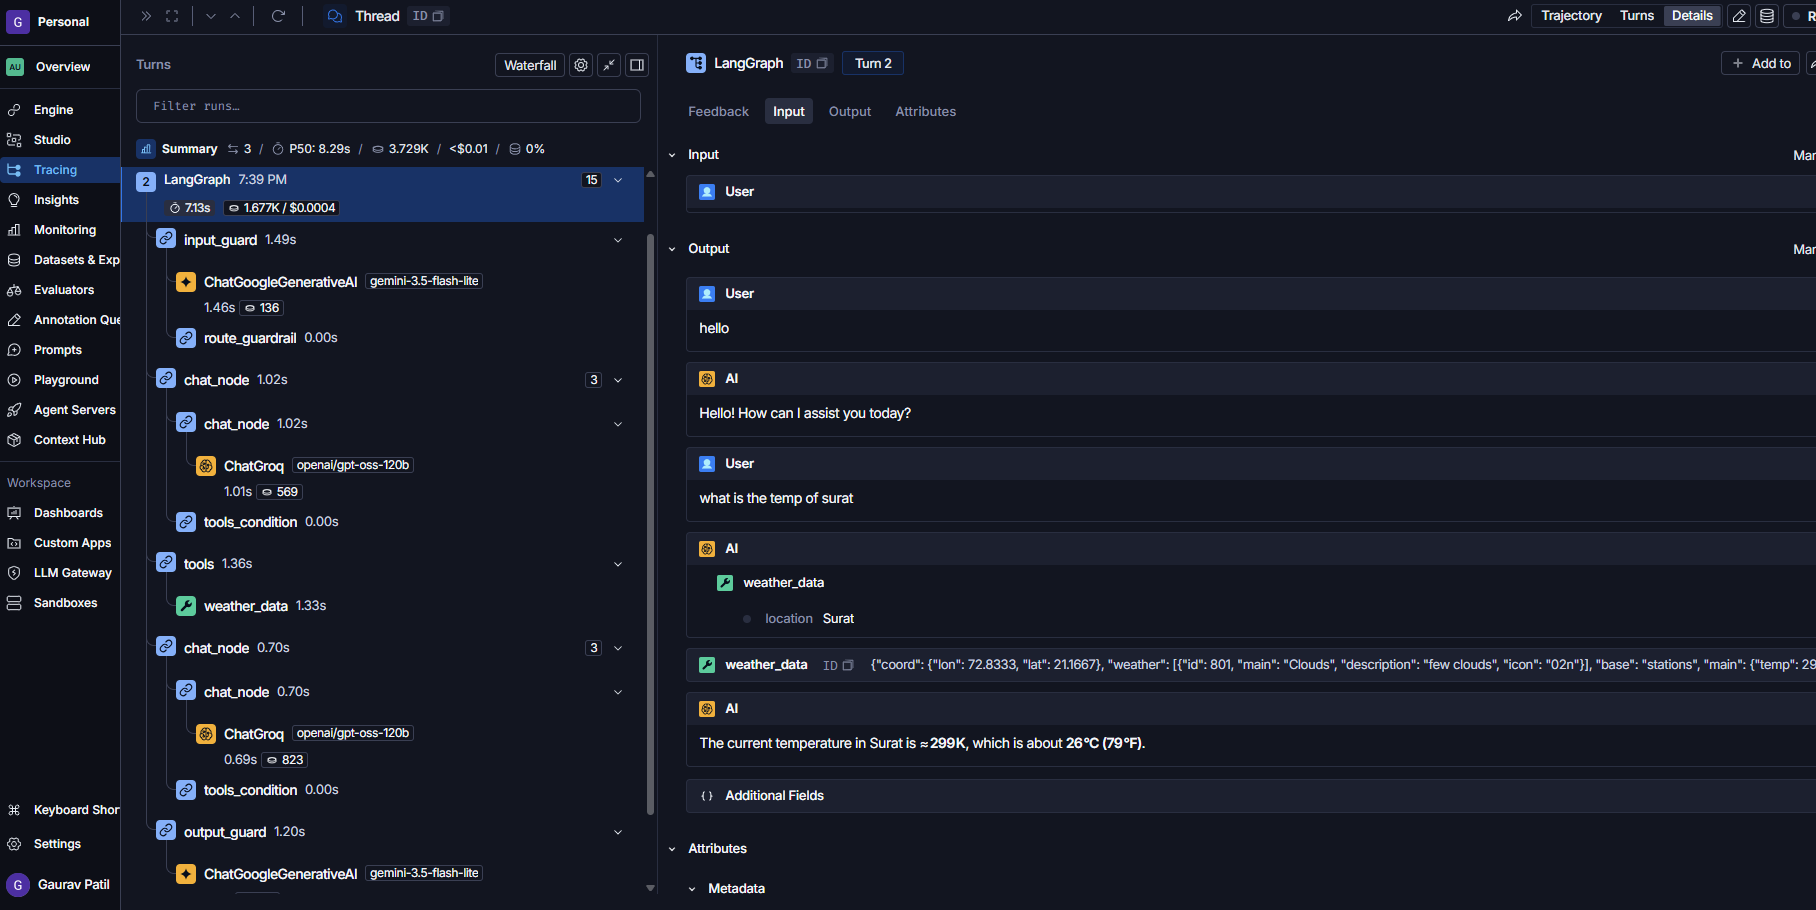 G Personal
AU Overview
Engine
Studio
Tracing
Insights
Monitoring
Datasets & Exp
Evaluators
Annotation Que
Prompts
Playground
Agent Servers
Context Hub
Workspace
Dashboards
Custom Apps
LLM Gateway
Sandboxes
Keyboard Shor
Settings
G Gaurav Patil
Thread ID
Trajectory Turns Details R
Turns
Waterfall
Filter runs…
Summary 3 / P50: 8.29s / 3.729K / <$0.01 / 0%
2 LangGraph 7:39 PM 15
7.13s 1.677K / $0.0004
input_guard 1.49s
ChatGoogleGenerativeAI gemini-3.5-flash-lite
1.46s 136
route_guardrail 0.00s
chat_node 1.02s 3
chat_node 1.02s
ChatGroq openai/gpt-oss-120b
1.01s 569
tools_condition 0.00s
tools 1.36s
weather_data 1.33s
chat_node 0.70s 3
chat_node 0.70s
ChatGroq openai/gpt-oss-120b
0.69s 823
tools_condition 0.00s
output_guard 1.20s
ChatGoogleGenerativeAI gemini-3.5-flash-lite
LangGraph ID Turn 2
+ Add to
Feedback Input Output Attributes
Input Mar
User
Output Mar
User
hello
AI
Hello! How can I assist you today?
User
what is the temp of surat
AI
weather_data
location Surat
weather_data ID {"coord": {"lon": 72.8333, "lat": 21.1667}, "weather": [{"id": 801, "main": "Clouds", "description": "few clouds", "icon": "02n"}], "base": "stations", "main": {"temp": 29
AI
The current temperature in Surat is ≈ 299 K, which is about 26 °C (79 °F).
{} Additional Fields
Attributes
Metadata